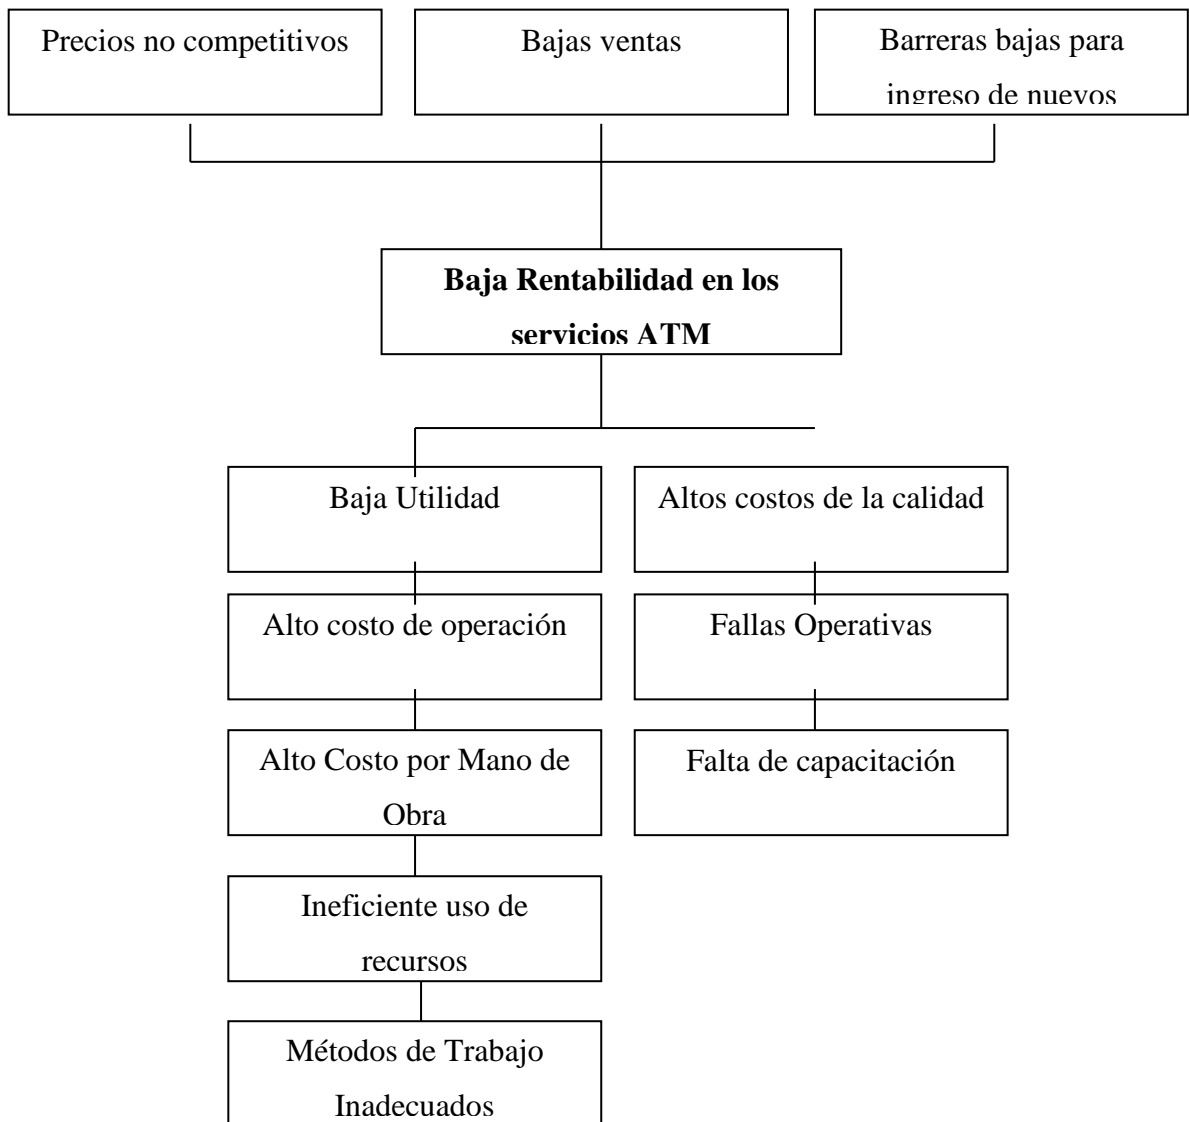 Precios no competitivos
Bajas ventas
Barreras bajas para
ingreso de nuevos
Baja Rentabilidad en los
servicios ATM
Baja Utilidad
Altos costos de la calidad
Alto costo de operación
Fallas Operativas
Alto Costo por Mano de
Obra
Falta de capacitación
Ineficiente uso de
recursos
Métodos de Trabajo
Inadecuados